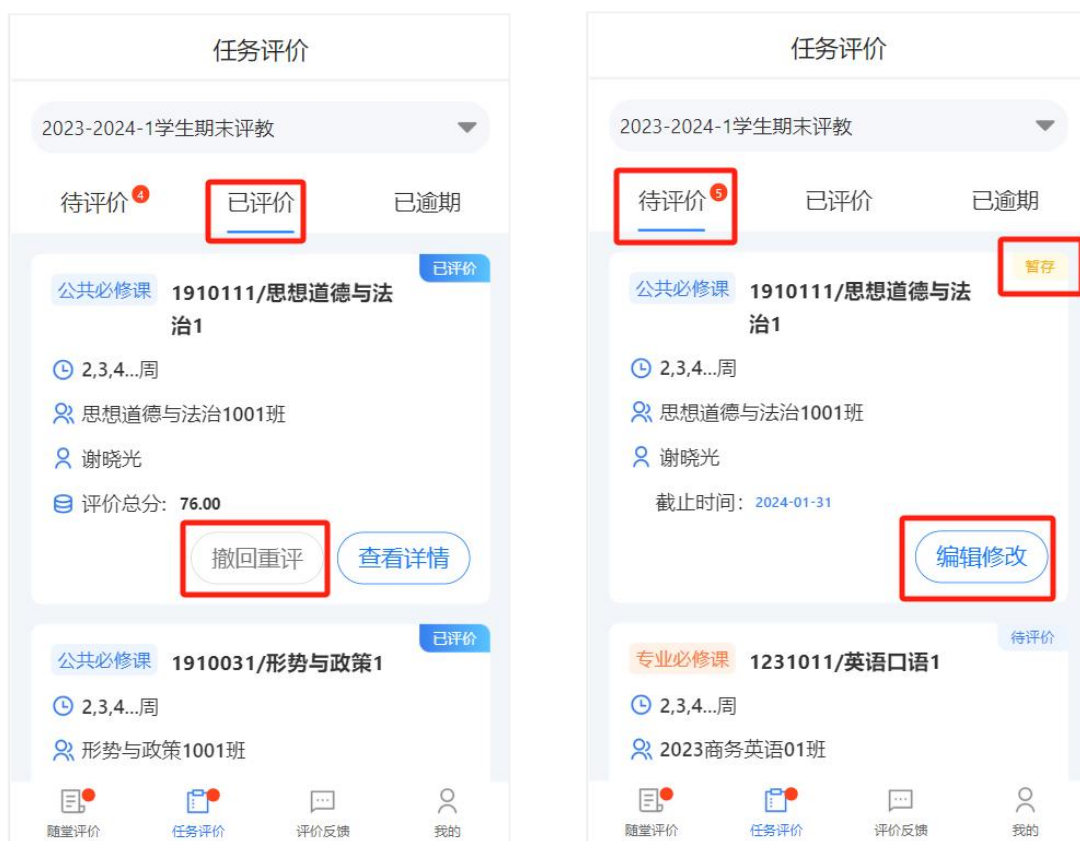 任务评价
2023-2024-1学生期末评教
待评价 4 已评价 已逾期
已评价
公共必修课 1910111/思想道德与法
治1
2,3,4...周
思想道德与法治1001班
谢晓光
评价总分: 76.00
撤回重评 查看详情
已评价
公共必修课 1910031/形势与政策1
2,3,4...周
形势与政策1001班
随堂评价 任务评价 评价反馈 我的
任务评价
2023-2024-1学生期末评教
待评价 5 已评价 已逾期
暂存
公共必修课 1910111/思想道德与法
治1
2,3,4...周
思想道德与法治1001班
谢晓光
截止时间: 2024-01-31
编辑修改
待评价
专业必修课 1231011/英语口语1
2,3,4...周
2023商务英语01班
随堂评价 任务评价 评价反馈 我的